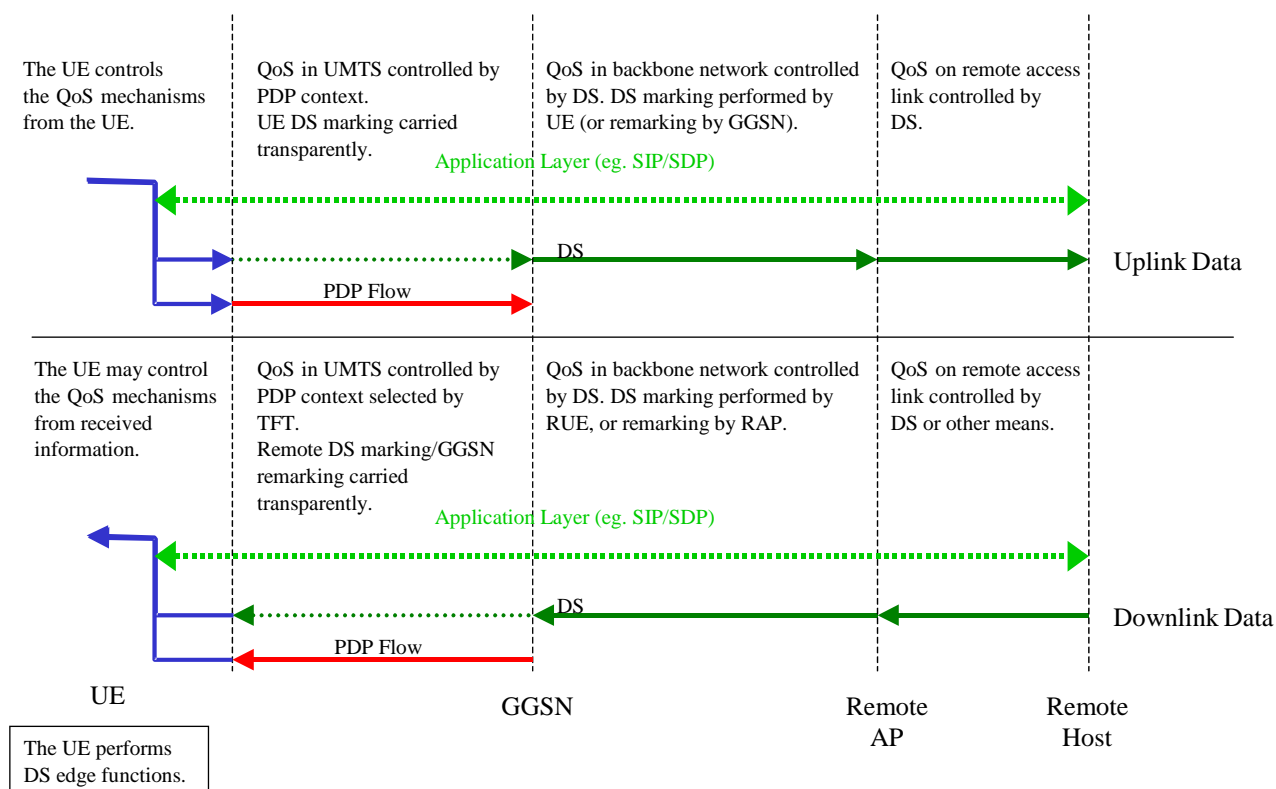 The UE controls
the QoS mechanisms
from the UE.
QoS in UMTS controlled by
PDP context.
UE DS marking carried
transparently.
QoS in backbone network controlled
by DS. DS marking performed by
UE (or remarking by GGSN).
QoS on remote access
link controlled by
DS.
Application Layer (eg. SIP/SDP)
DS
Uplink Data
PDP Flow
The UE may control
the QoS mechanisms
from received
information.
QoS in UMTS controlled by
PDP context selected by
TFT.
Remote DS marking/GGSN
remarking carried
transparently.
QoS in backbone network controlled
by DS. DS marking performed by
RUE, or remarking by RAP.
QoS on remote access
link controlled by
DS or other means.
Application Layer (eg. SIP/SDP)
DS
Downlink Data
PDP Flow
UE
GGSN
Remote
AP
Remote
Host
The UE performs
DS edge functions.